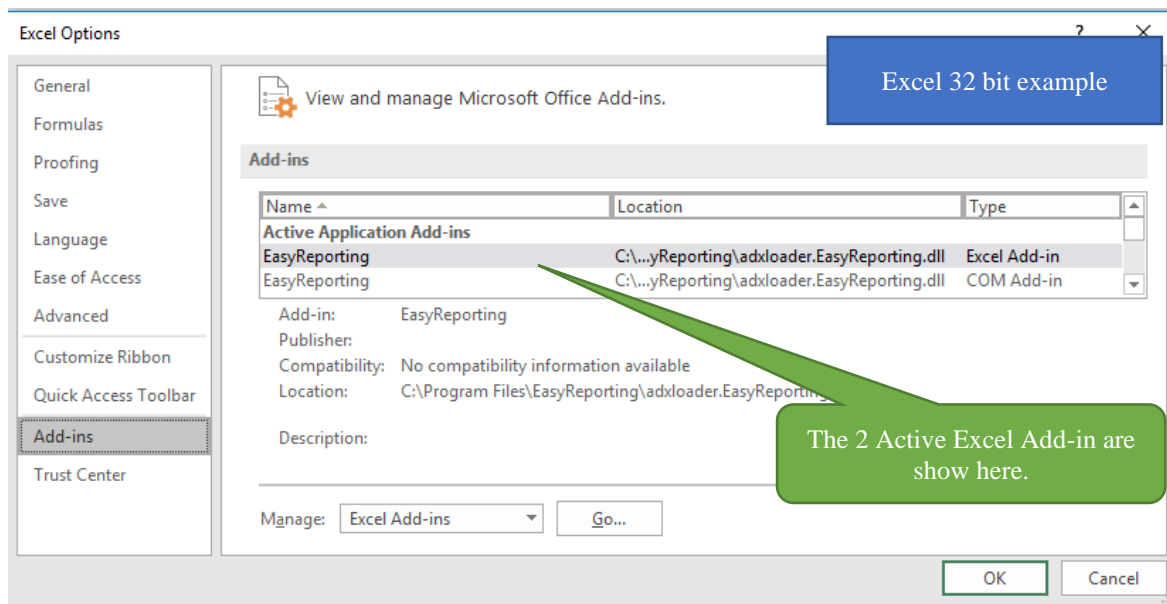 Excel Options
?
Excel 32 bit example
General
Formulas
Proofing
Save
Language
Ease of Access
Advanced
Customize Ribbon
Quick Access Toolbar
Add-ins
Trust Center
View and manage Microsoft Office Add-ins.
Add-ins
Name Location Type
Active Application Add-ins
EasyReporting C:\...yReporting\adxloader.EasyReporting.dll Excel Add-in
EasyReporting C:\...yReporting\adxloader.EasyReporting.dll COM Add-in
Add-in: EasyReporting
Publisher:
Compatibility: No compatibility information available
Location: C:\Program Files\EasyReporting\adxloader.EasyReporting
Description:
The 2 Active Excel Add-in are
show here.
Manage: Excel Add-ins Go...
OK Cancel